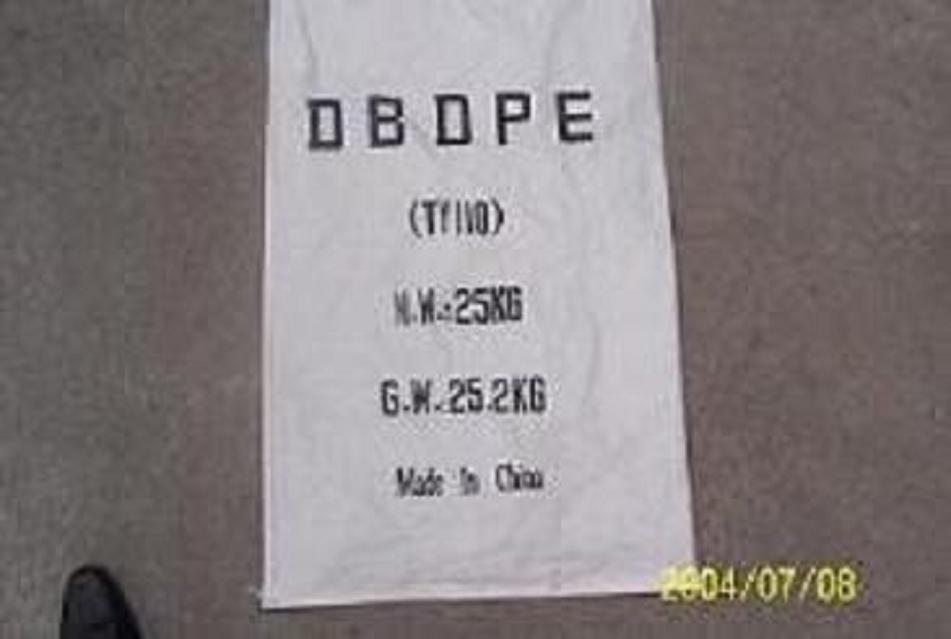 DBDPE
N.W.:25KG
G.W.:25.2KG
Made In China
2004/07/08